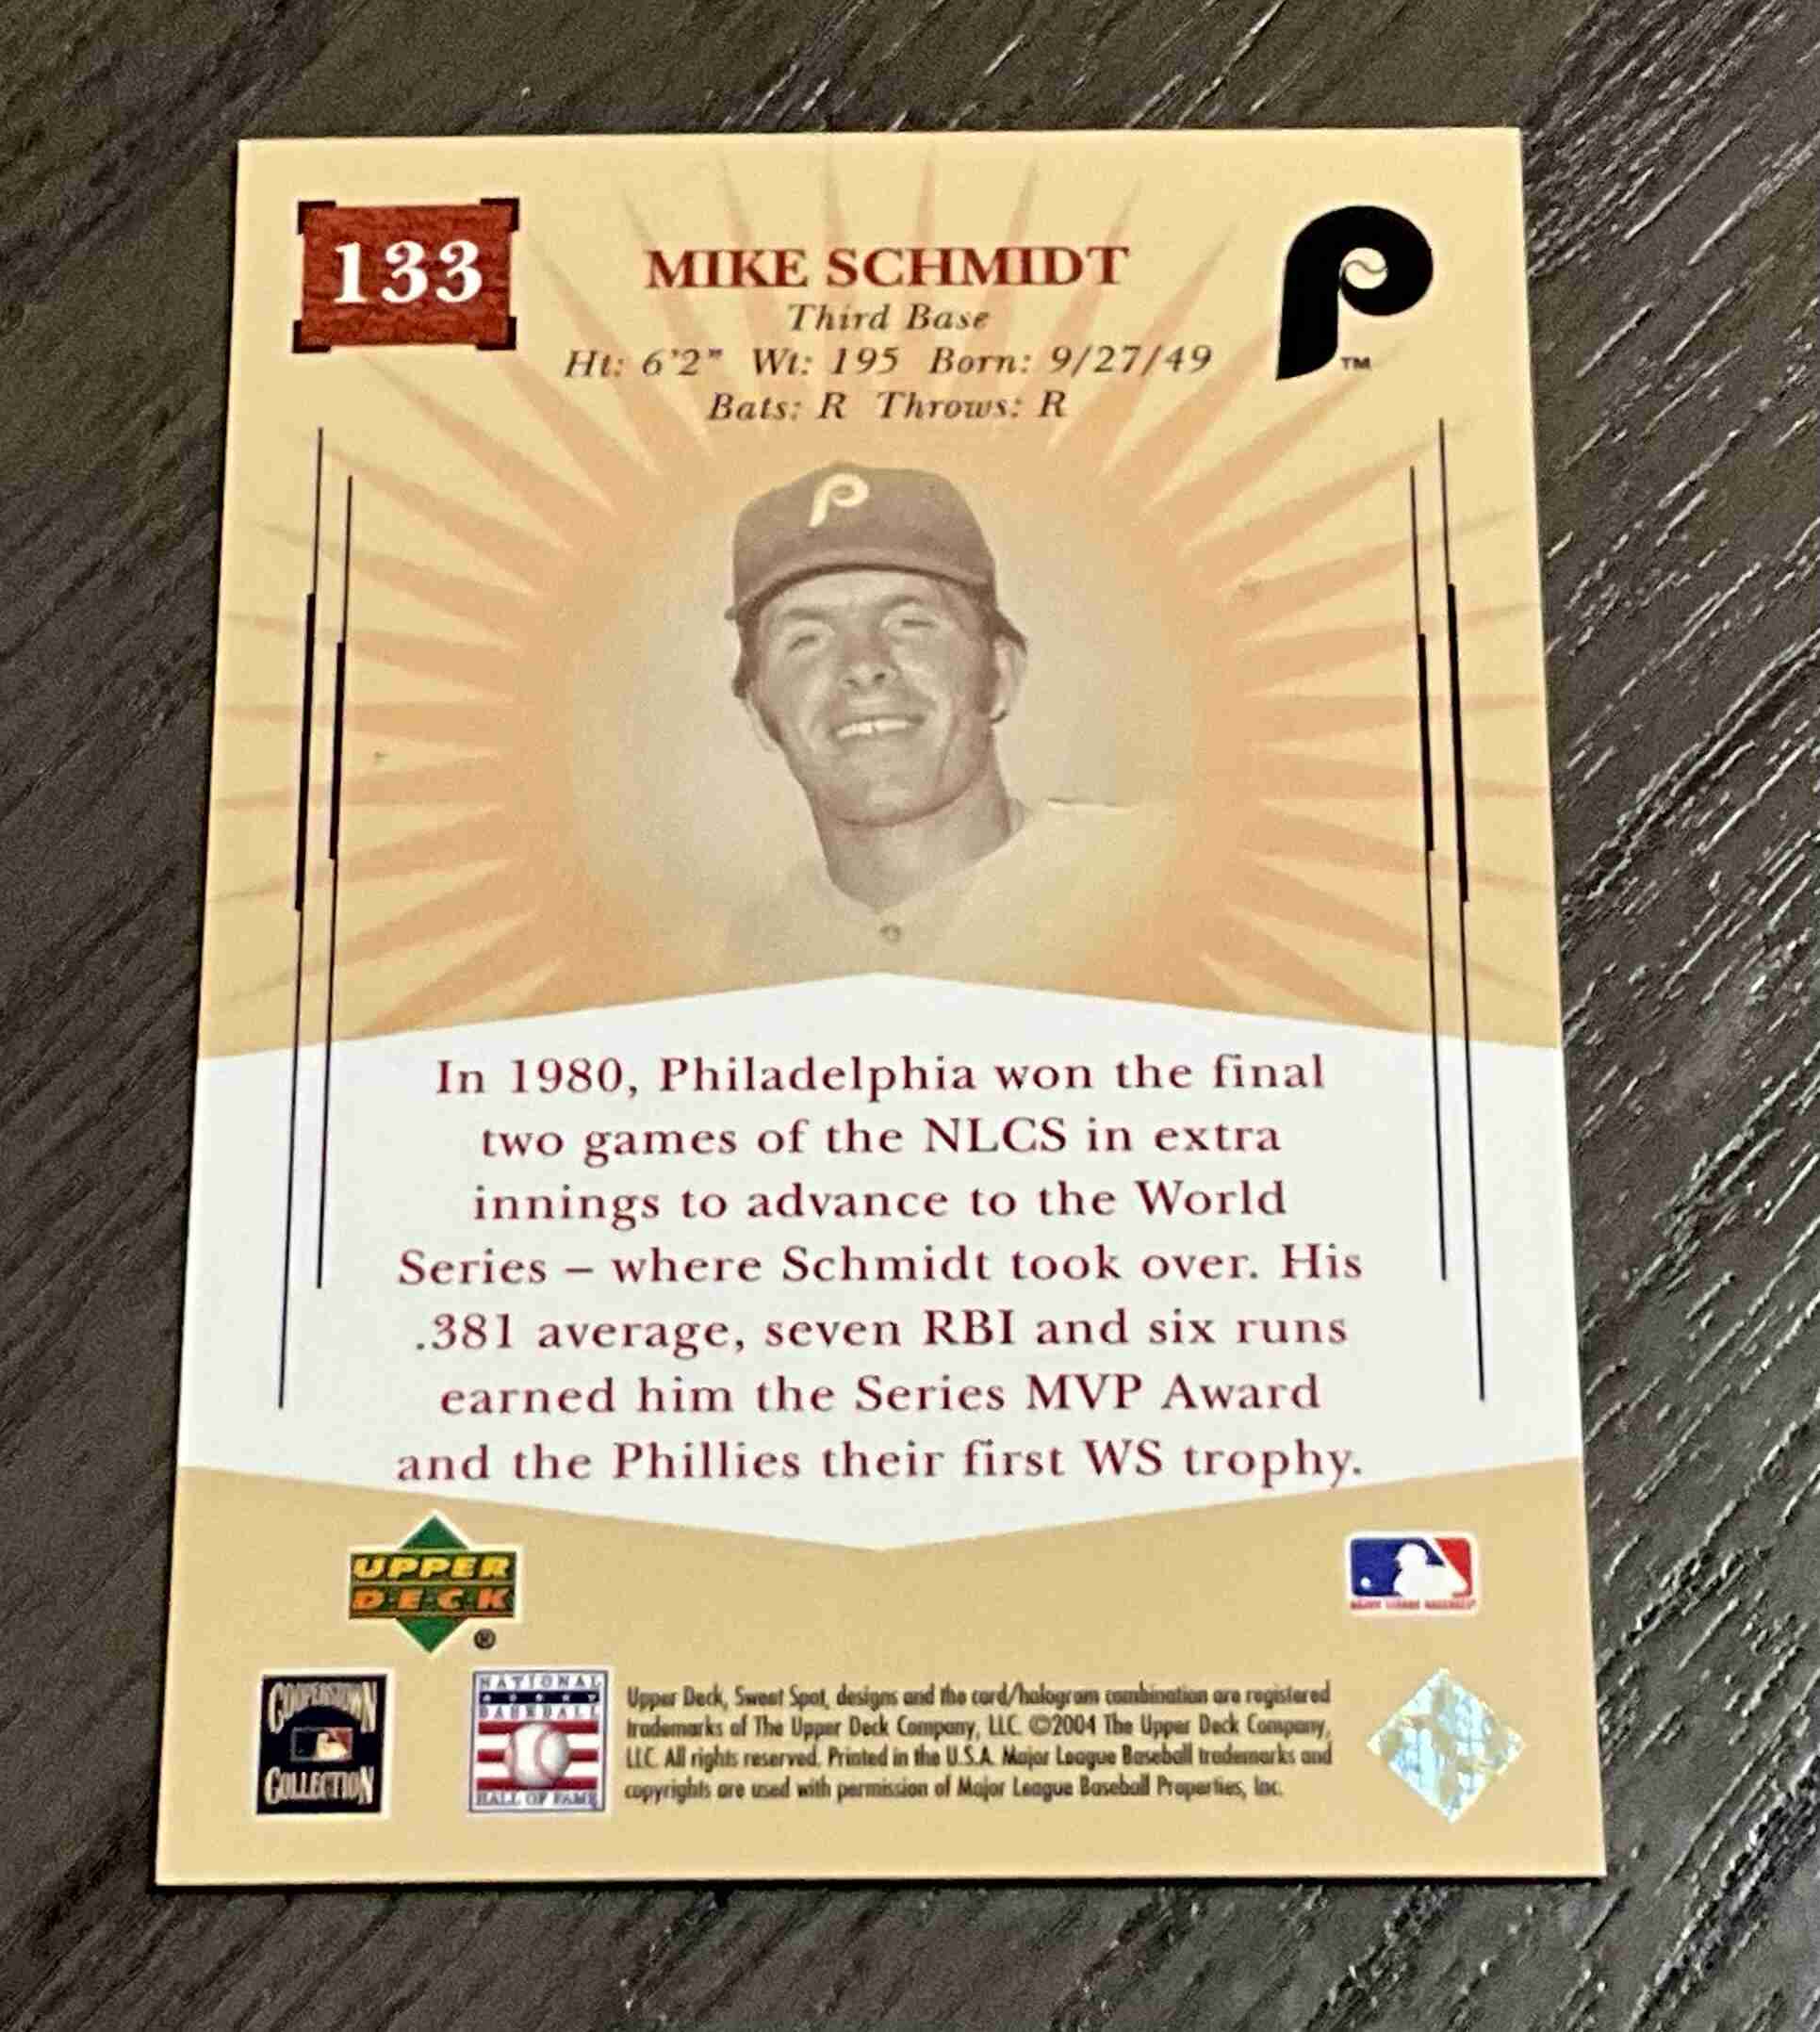 133
MIKE SCHMIDT
Third Base
Ht: 6'2" Wt: 195 Born: 9/27/49
Bats: R Throws: R
P
TM
P
In 1980, Philadelphia won the final
two games of the NLCS in extra
innings to advance to the World
Series – where Schmidt took over. His
.381 average, seven RBI and six runs
earned him the Series MVP Award
and the Phillies their first WS trophy.
UPPER
DECK
®
MAJOR LEAGUE BASEBALL
COOPERSTOWN
COLLECTION
NATIONAL
BASEBALL
HALL OF FAME
Upper Deck, Sweet Spot, designs and the card/hologram combination are registered
trademarks of The Upper Deck Company, LLC. ©2004 The Upper Deck Company,
LLC. All rights reserved. Printed in the U.S.A. Major League Baseball trademarks and
copyrights are used with permission of Major League Baseball Properties, Inc.